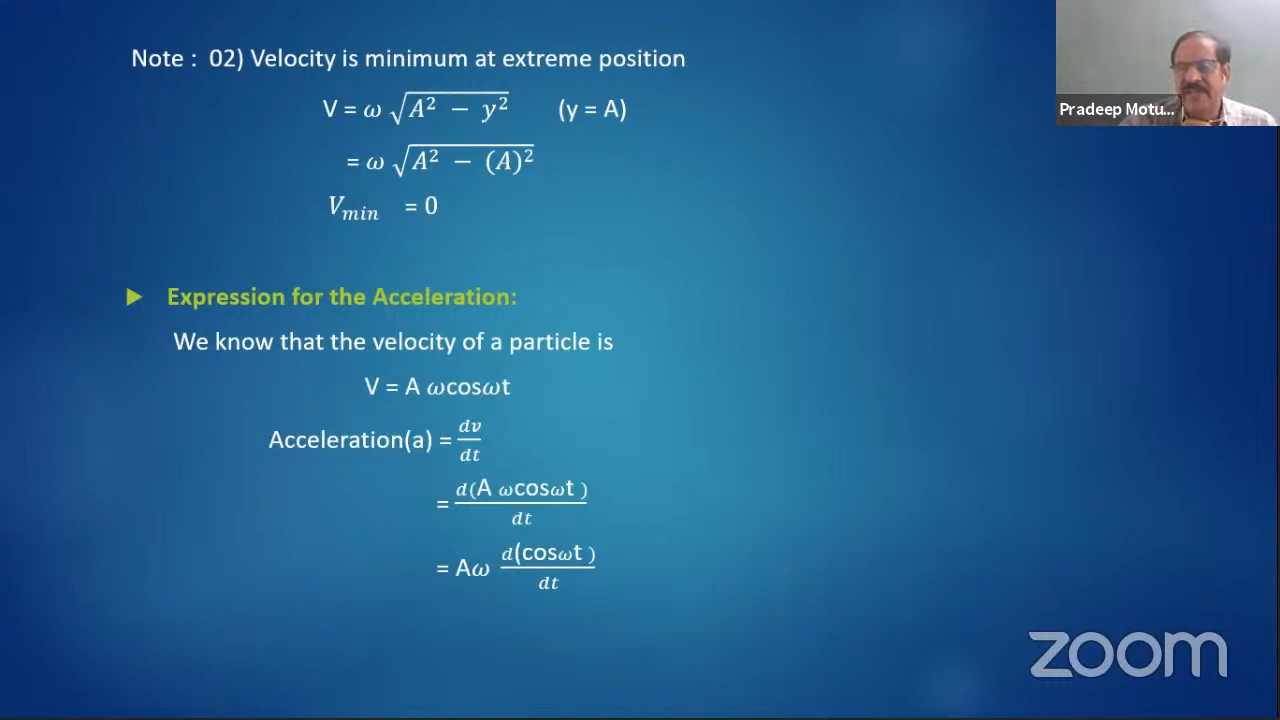 Note : 02) Velocity is minimum at extreme position
V = ω √(A² − y²) (y = A)
= ω √(A² − (A)²)
V_min = 0
Expression for the Acceleration:
We know that the velocity of a particle is
V = A ωcosωt
Acceleration(a) = dv/dt
= d(A ωcosωt )/dt
= Aω d(cosωt )/dt
Pradeep Motu...
zoom